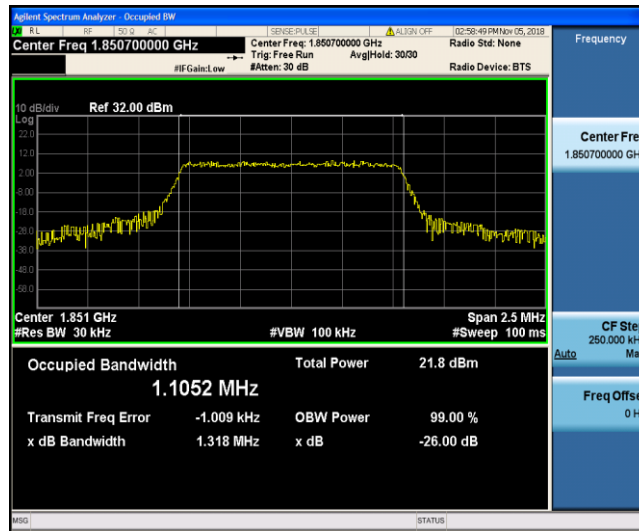 Agilent Spectrum Analyzer - Occupied BW
RL RF 50 Ω AC SENSE:PULSE ALIGN OFF 02:58:49 PM Nov 05, 2018
Center Freq 1.850700000 GHz
Center Freq: 1.850700000 GHz
Radio Std: None
Trig: Free Run Avg|Hold: 30/30
#IFGain:Low #Atten: 30 dB Radio Device: BTS
Frequency
10 dB/div Ref 32.00 dBm
Log
22.0
12.0
2.00
-8.00
-18.0
-28.0
-38.0
-48.0
-58.0
Center Fre
1.850700000 GH
Center 1.851 GHz Span 2.5 MHz
#Res BW 30 kHz #VBW 100 kHz #Sweep 100 ms
CF Ste
250.000 kH
Auto Ma
Occupied Bandwidth Total Power 21.8 dBm
1.1052 MHz
Transmit Freq Error -1.009 kHz OBW Power 99.00 %
x dB Bandwidth 1.318 MHz x dB -26.00 dB
Freq Offse
0 H
MSG STATUS